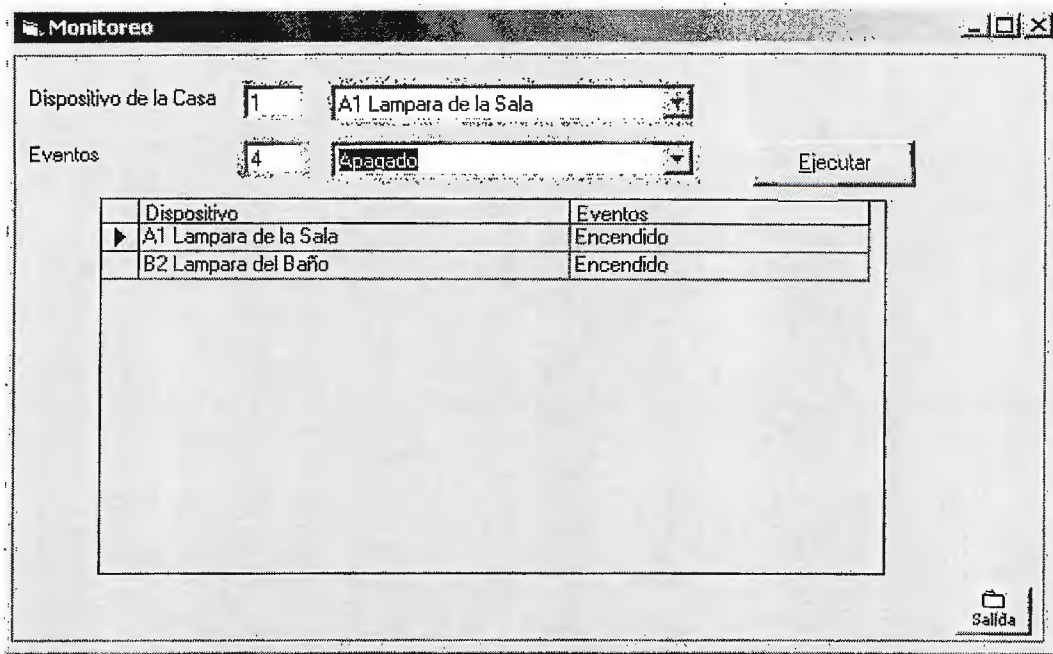 Monitoreo
Dispositivo de la Casa 1 A1 Lampara de la Sala
Eventos 4 Apagado Ejecutar
Dispositivo Eventos
A1 Lampara de la Sala Encendido
B2 Lampara del Baño Encendido
Salida